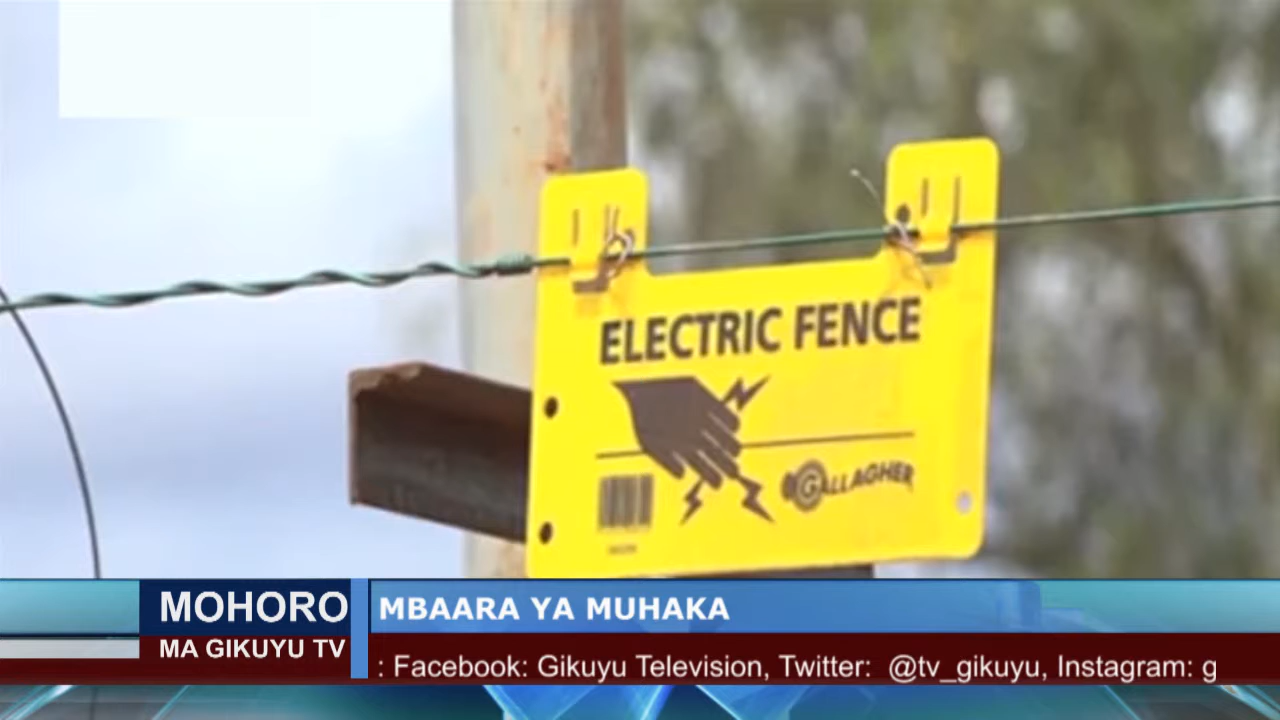 ELECTRIC FENCE
GALLAGHER
MOHORO
MBAARA YA MUHAKA
MA GIKUYU TV
: Facebook: Gikuyu Television, Twitter: @tv_gikuyu, Instagram: g